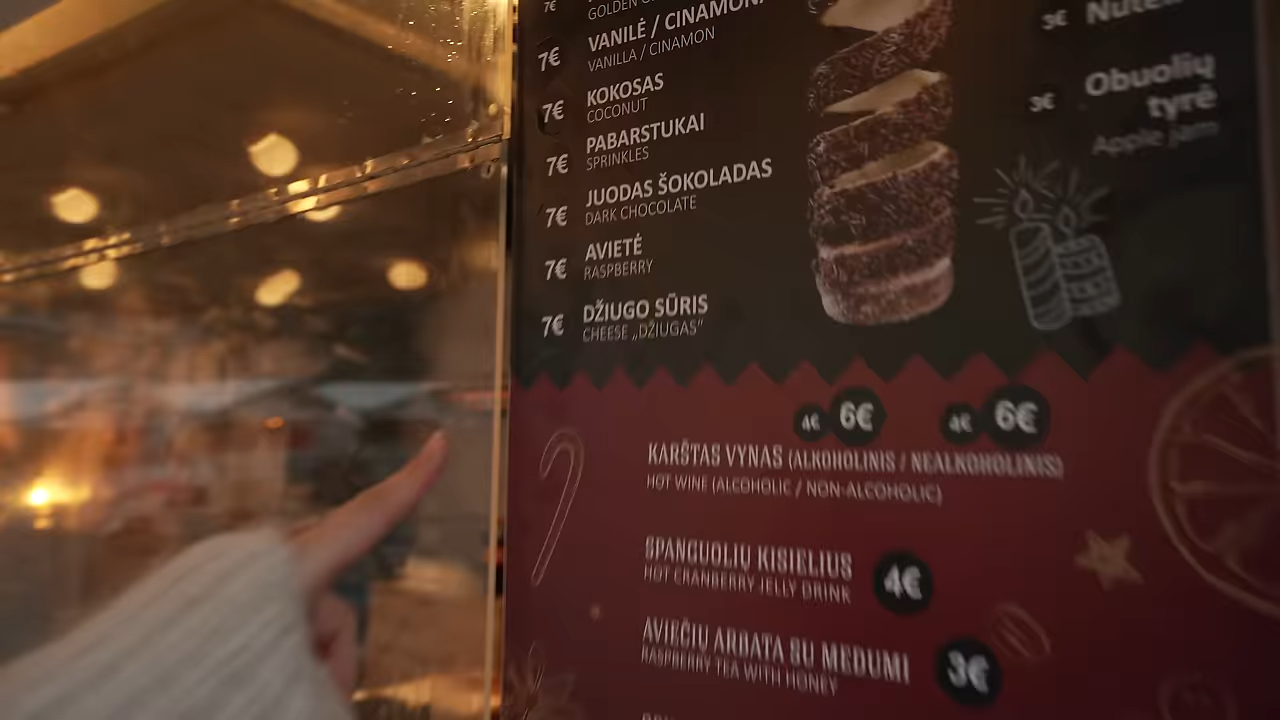 7€
GOLDEN
7€ VANILĖ / CINAMON
VANILLA / CINAMON
7€ KOKOSAS
COCONUT
7€ PABARSTUKAI
SPRINKLES
7€ JUODAS ŠOKOLADAS
DARK CHOCOLATE
7€ AVIETĖ
RASPBERRY
7€ DŽIUGO SŪRIS
CHEESE „DŽIUGAS“
3€
3€ Obuolių
tyrė
Apple jam
4€ 6€ 4€ 6€
KARŠTAS VYNAS (ALKOHOLINIS / NEALKOHOLINIS)
HOT WINE (ALCOHOLIC / NON-ALCOHOLIC)
SPANGUOLIŲ KISIELIUS 4€
HOT CRANBERRY JELLY DRINK
AVIEČIŲ ARBATA SU MEDUMI 3€
RASPBERRY TEA WITH HONEY